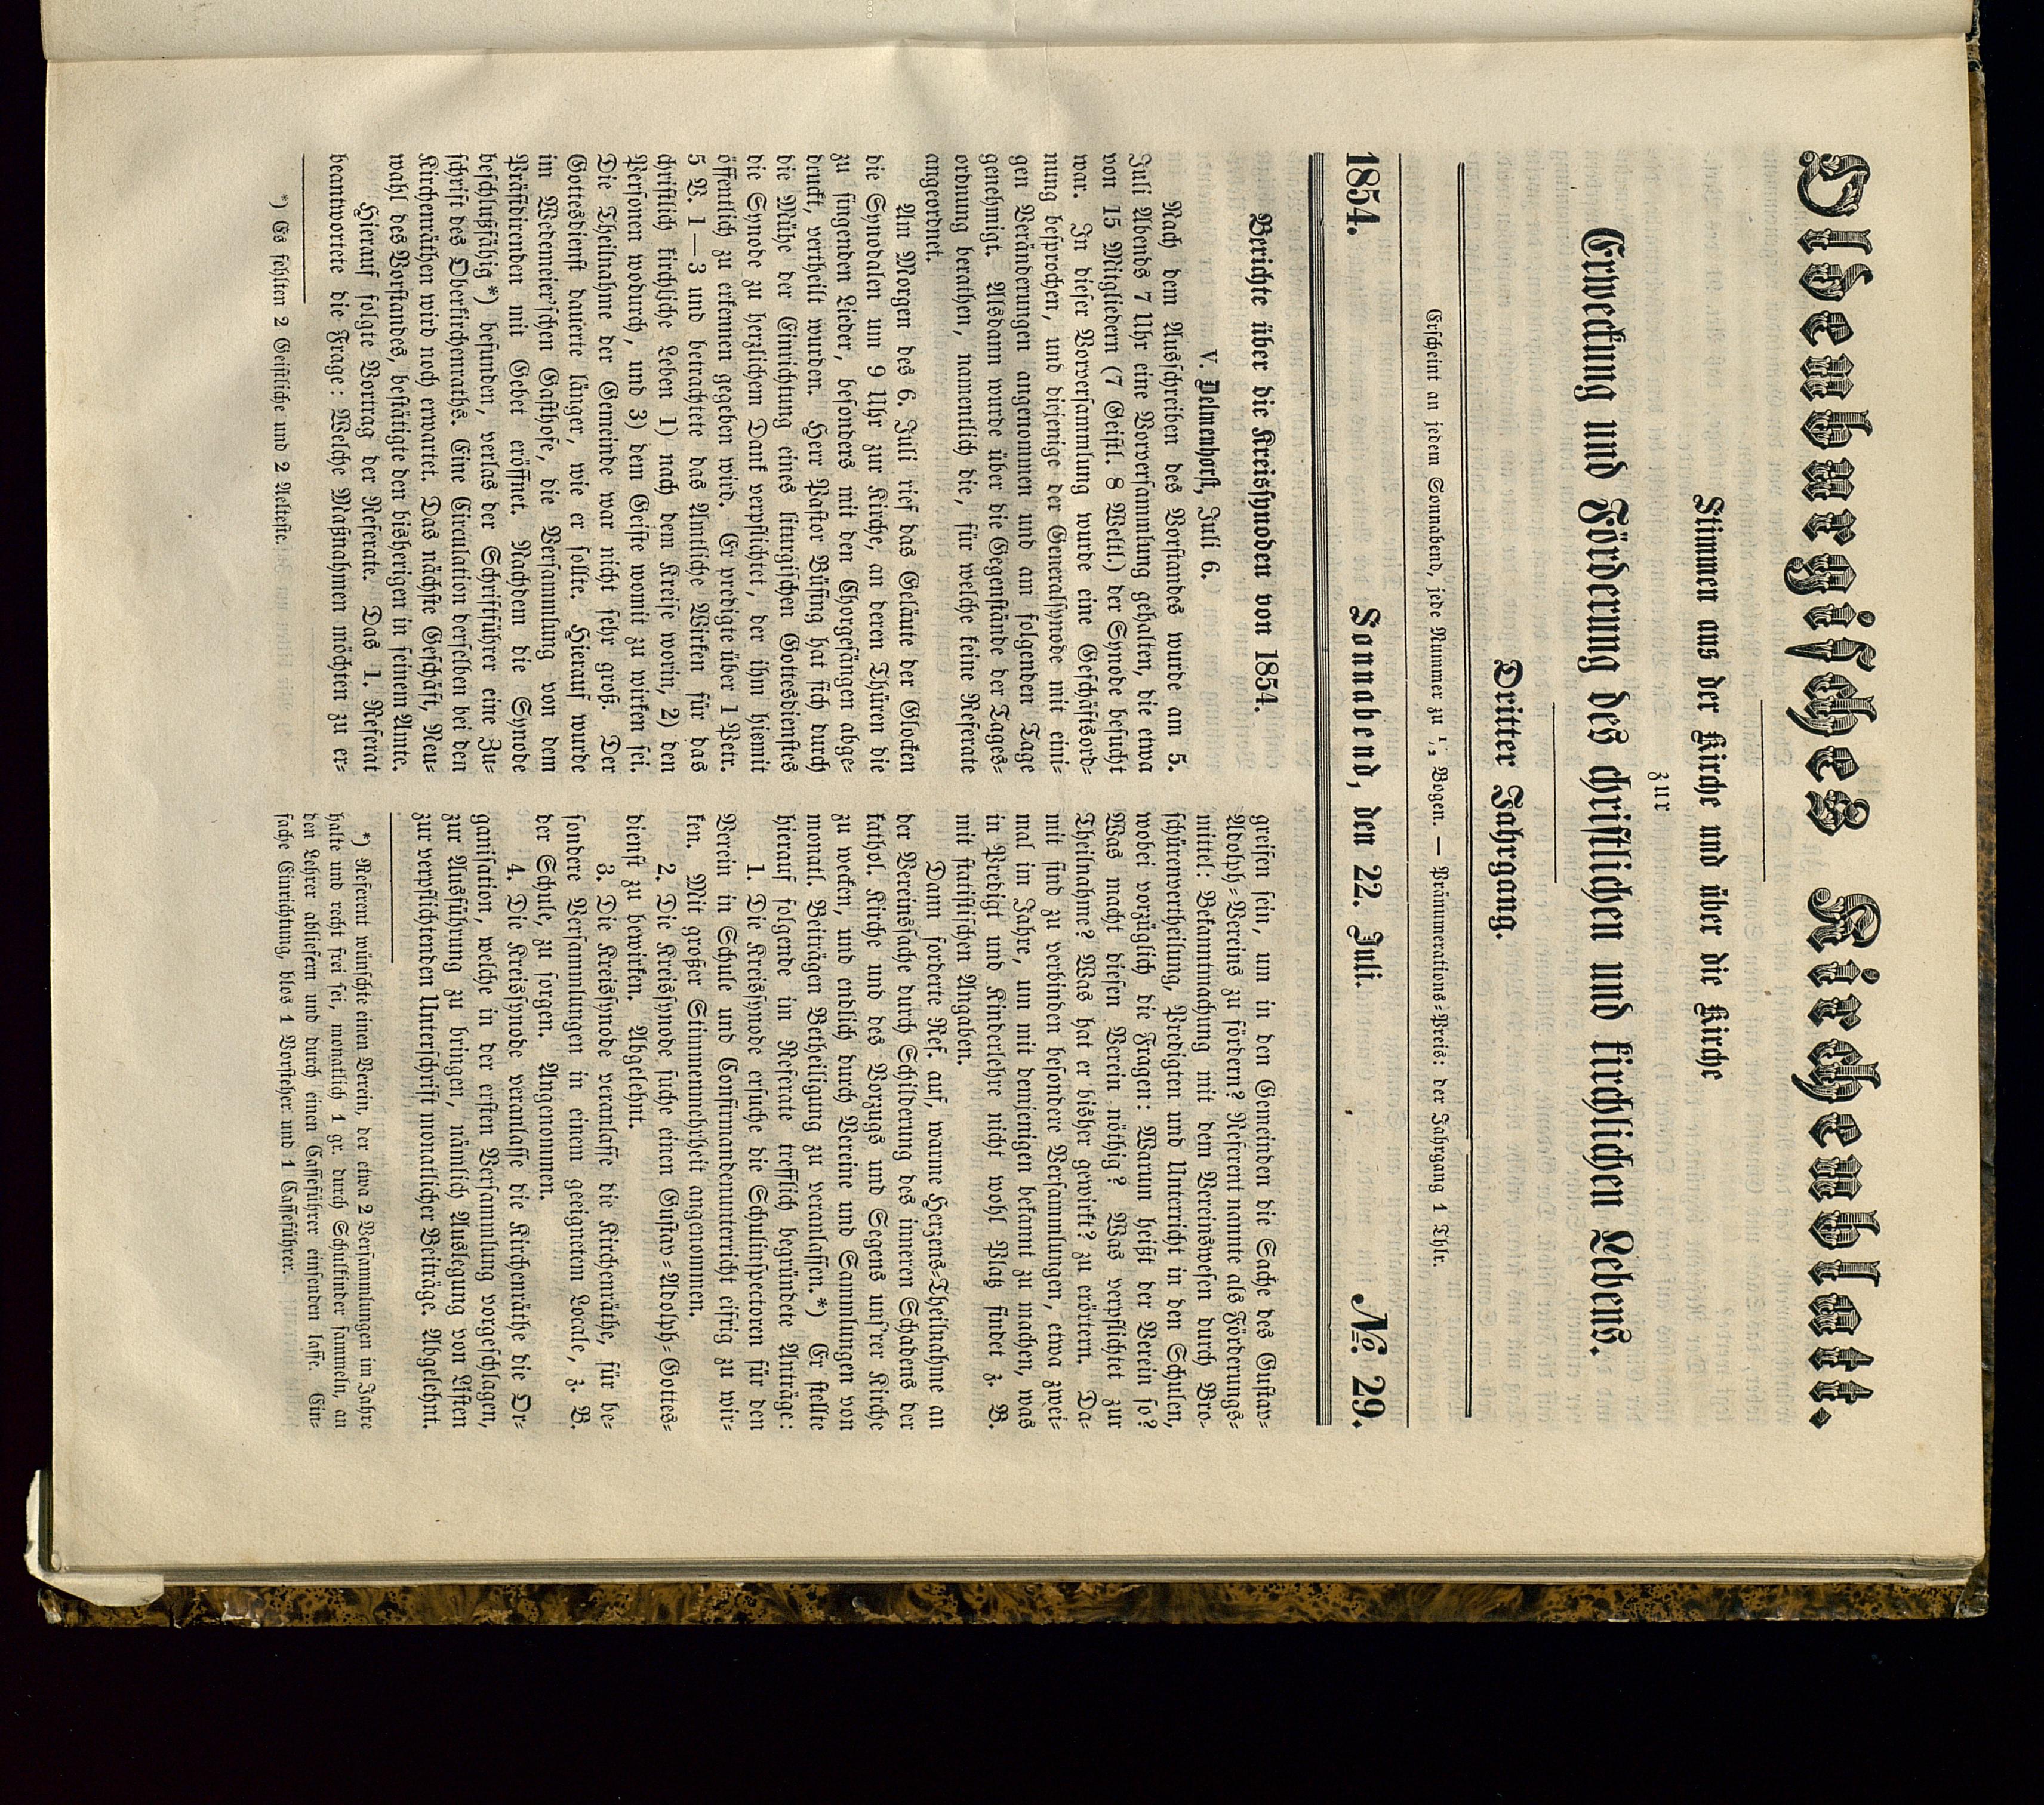 Oldenburgisches Kirchenblatt.
Stimmen aus der Kirche und über die Kirche
zur
Erweckung und Förderung des christlichen und kirchlichen Lebens.
Dritter Jahrgang.
Erscheint an jedem Sonnabend, jede Nummer zu ½ Bogen. — Pränumerations-Preis: der Jahrgang 1 Thlr.
1854. Sonnabend, den 22. Juli. № 29.
Berichte über die Kreissynoden von 1854.
V. Delmenhorst, Juli 6.
Nach dem Ausschreiben des Vorstandes wurde am 5.
Juli Abends 7 Uhr eine Vorversammlung gehalten, die etwa
von 15 Mitgliedern (7 Geistl. 8 Weltl.) der Synode besucht
war. In dieser Vorversammlung wurde eine Geschäftsord-
nung besprochen, und diejenige der Generalsynode mit eini-
gen Veränderungen angenommen und am folgenden Tage
genehmigt. Alsdann wurde über die Gegenstände der Tages-
ordnung berathen, namentlich die, für welche keine Referate
angeordnet.
Am Morgen des 6. Juli rief das Geläute der Glocken
die Synodalen um 9 Uhr zur Kirche, an deren Thüren die
zu singenden Lieder, besonders mit den Chorgesängen abge-
druckt, vertheilt wurden. Herr Pastor Büsing hat sich durch
die Mühe der Einrichtung eines liturgischen Gottesdienstes
die Synode zu herzlichem Dank verpflichtet, der ihm hiemit
öffentlich zu erkennen gegeben wird. Er predigte über 1 Petr.
5 V. 1—3 und betrachtete das Amtliche Wirken für das
christlich kirchliche Leben 1) nach dem Kreise worin, 2) den
Personen wodurch, und 3) dem Geiste womit zu wirken sei.
Die Theilnahme der Gemeinde war nicht sehr groß. Der
Gottesdienst dauerte länger, wie er sollte. Hierauf wurde
in Wedemeier'schen Gasthofe, die Versammlung von dem
Präsidirenden mit Gebet eröffnet. Nachdem die Synode
beschlußfähig*) befunden, verlas der Schriftführer eine Zu-
schrift des Oberkirchenraths. Eine Circulation derselben bei den
Kirchenräthen wird noch erwartet. Das nächste Geschäft, Neu-
wahl des Vorstandes, bestätigte den bisherigen in seinem Amte.
Hierauf folgte Vortrag der Referate. Das 1. Referat
beantwortete die Frage: Welche Maßnahmen möchten zu er-
*) Es fehlten 2 Geistliche und 2 Aelteste.
greifen sein, um in den Gemeinden die Sache des Gustav-
Adolph-Vereins zu fördern? Referent nannte als Förderungs-
mittel: Bekanntmachung mit dem Vereinswesen durch Bro-
schürenvertheilung, Predigten und Unterricht in den Schulen,
wobei vorzüglich die Fragen: Warum heißt der Verein so?
Was macht diesen Verein nöthig? Was verpflichtet zur
Theilnahme? Was hat er bisher gewirkt? zu erörtern. Da-
mit sind zu verbinden besondere Versammlungen, etwa zwei-
mal im Jahre, um mit demjenigen bekannt zu machen, was
in Predigt und Kinderlehre nicht wohl Platz findet z. B.
mit statistischen Angaben.
Dann forderte Ref. auf, warme Herzens-Theilnahme an
der Vereinssache durch Schilderung des inneren Schadens der
kathol. Kirche und des Vorzugs und Segens uns'rer Kirche
zu wecken, und endlich durch Vereine und Sammlungen von
monatl. Beiträgen Betheiligung zu veranlassen.*) Er stellte
hierauf folgende in Referate trefflich begründete Anträge:
1. Die Kreissynode ersuche die Schulinspectoren für den
Verein in Schule und Confirmandenunterricht eifrig zu wir-
ken. Mit großer Stimmenmehrheit angenommen.
2. Die Kreissynode suche einen Gustav-Adolph-Gottes-
dienst zu bewirken. Abgelehnt.
3. Die Kreissynode veranlasse die Kirchenräthe, für be-
sondere Versammlungen in einem geeignetem Locale, z. B.
der Schule, zu sorgen. Angenommen.
4. Die Kreissynode veranlasse die Kirchenräthe die Or-
ganisation, welche in der ersten Versammlung vorgeschlagen,
zur Ausführung zu bringen, nämlich Auslegung von Listen
zur verpflichtenden Unterschrift monatlicher Beiträge. Abgelehnt.
*) Referent wünschte einen Verein, der etwa 2 Versammlungen im Jahre
halte und recht frei sei, monatlich 1 gr. durch Schulkinder sammeln, an
den Lehrer abliefern und durch einen Casseführer einsenden lasse. Ein-
fache Einrichtung, blos 1 Vorsteher und 1 Casseführer.